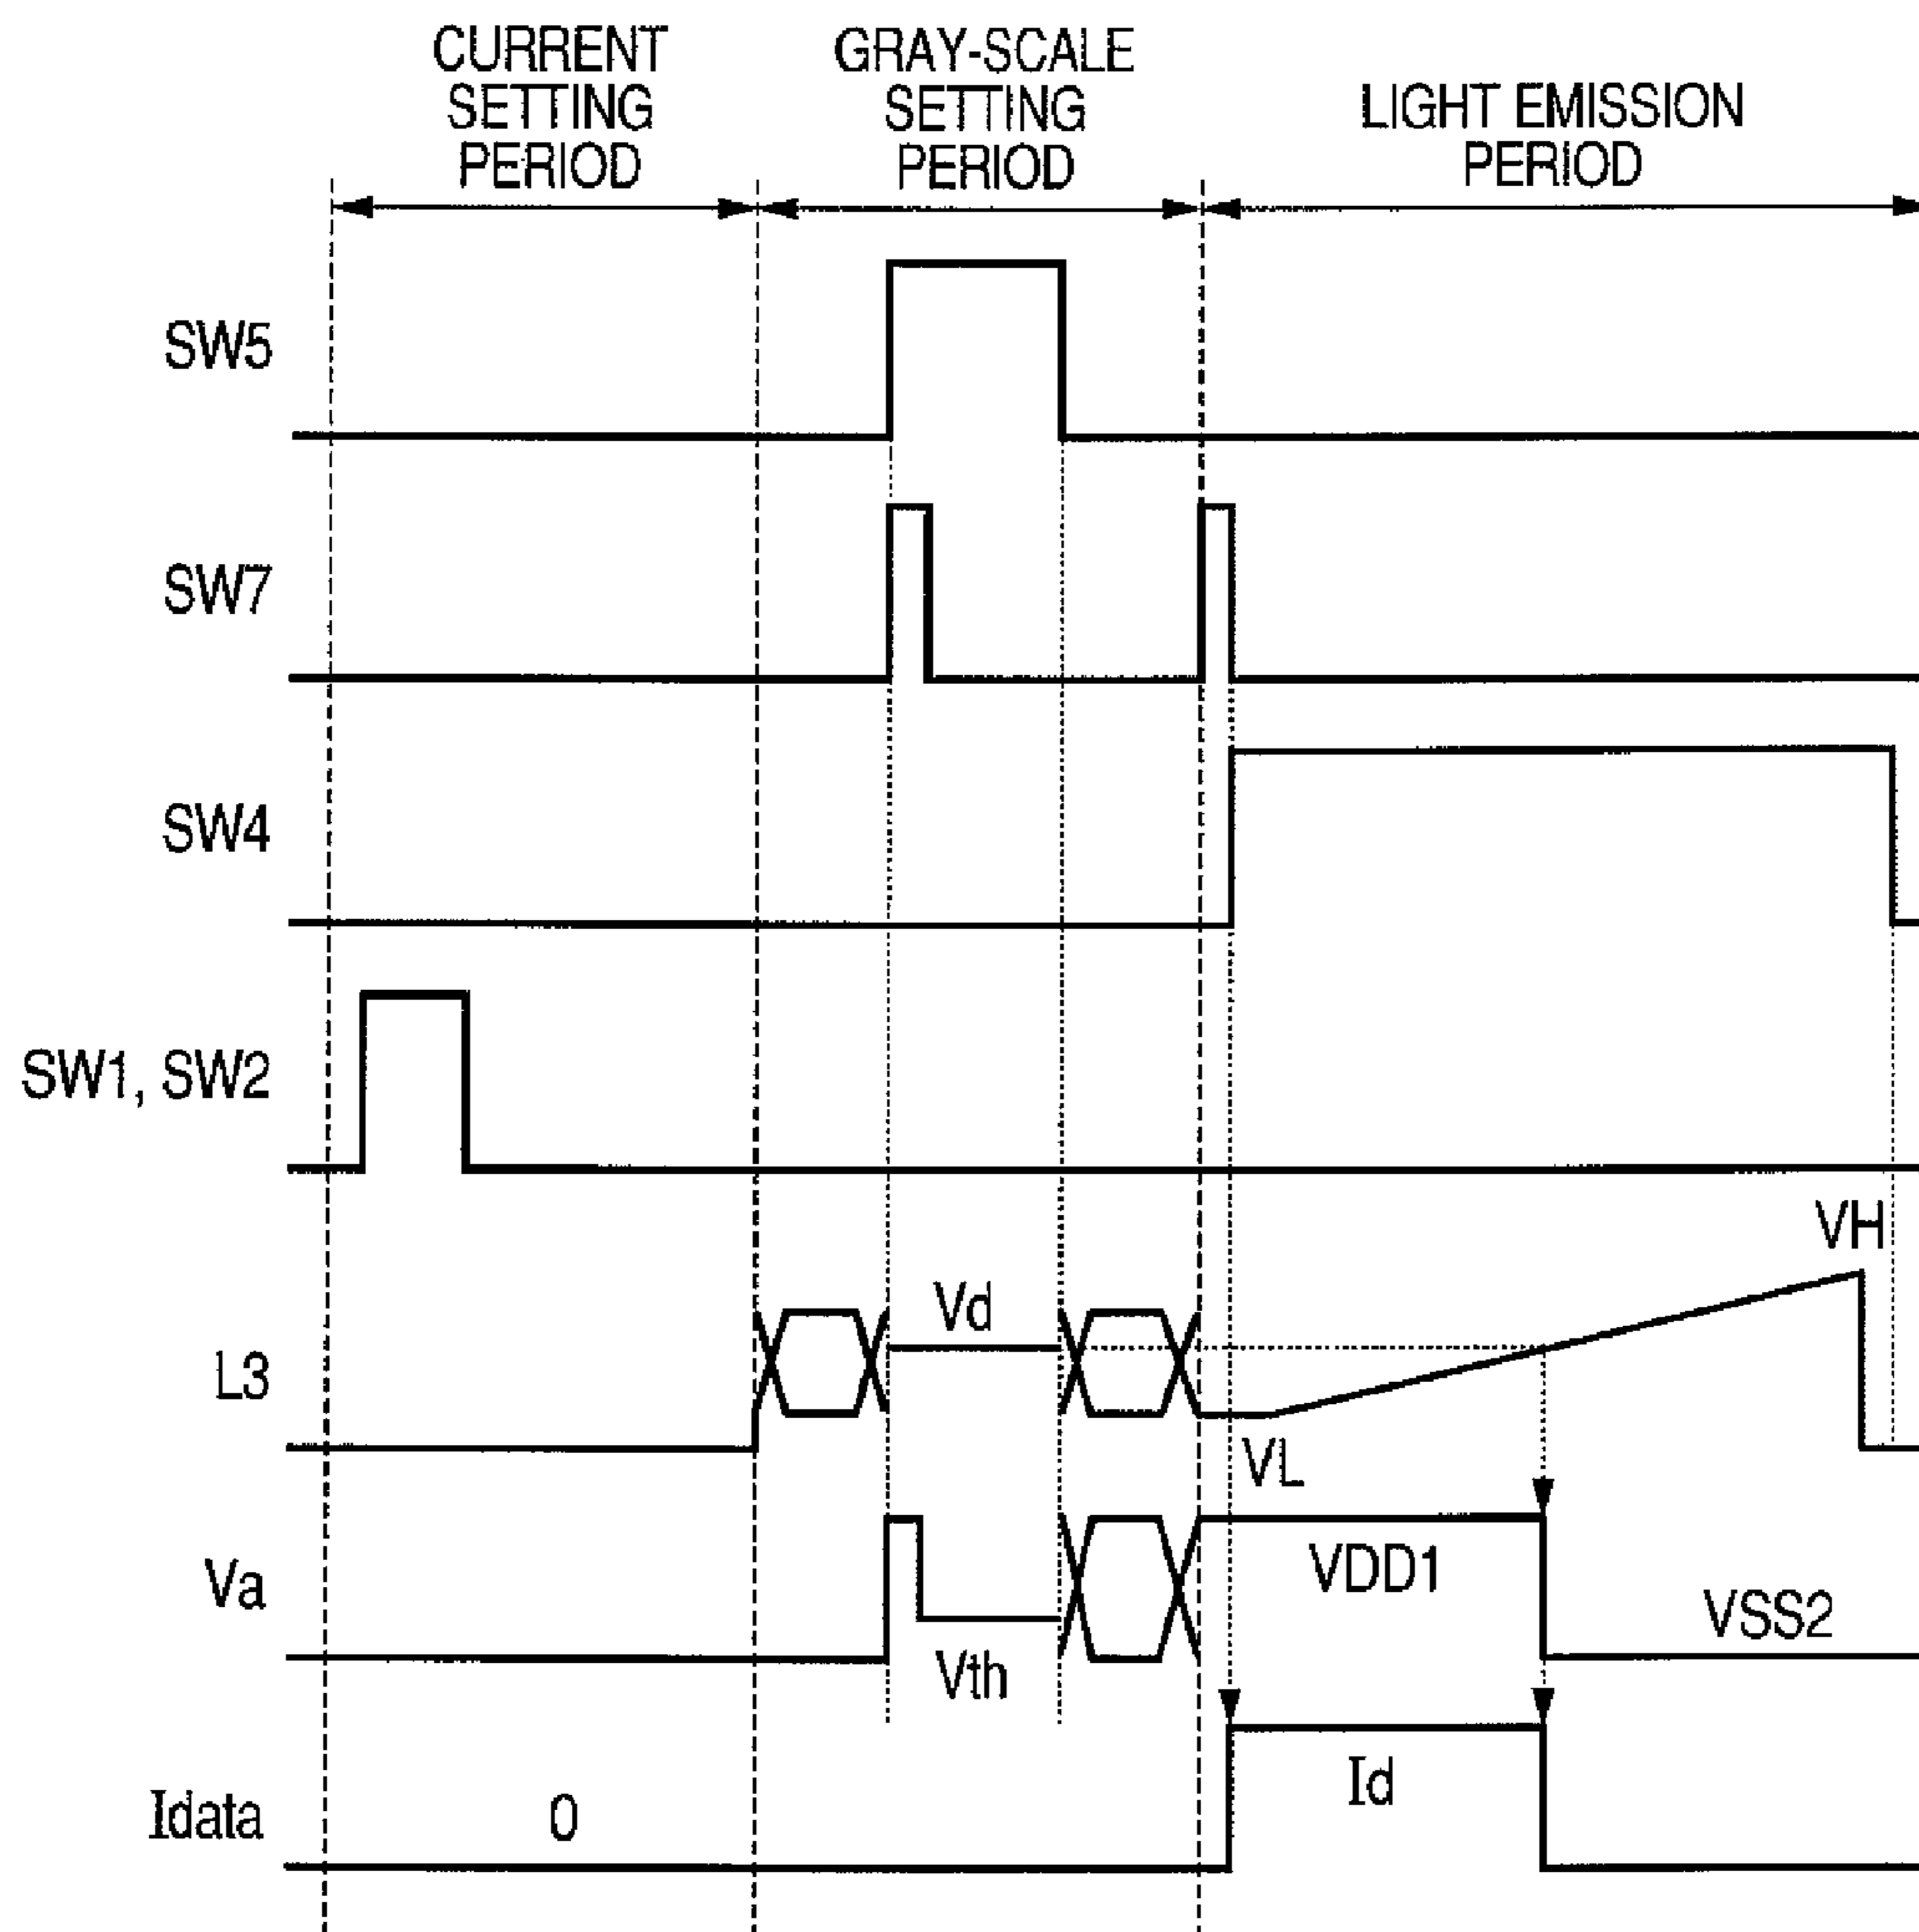 CURRENT
SETTING
PERIOD
GRAY-SCALE
SETTING
PERIOD
LIGHT EMISSION
PERIOD
SW5
SW7
SW4
SW1, SW2
VH
Vd
L3
VL
Va
VDD1
VSS2
Vth
Id
Idata
0